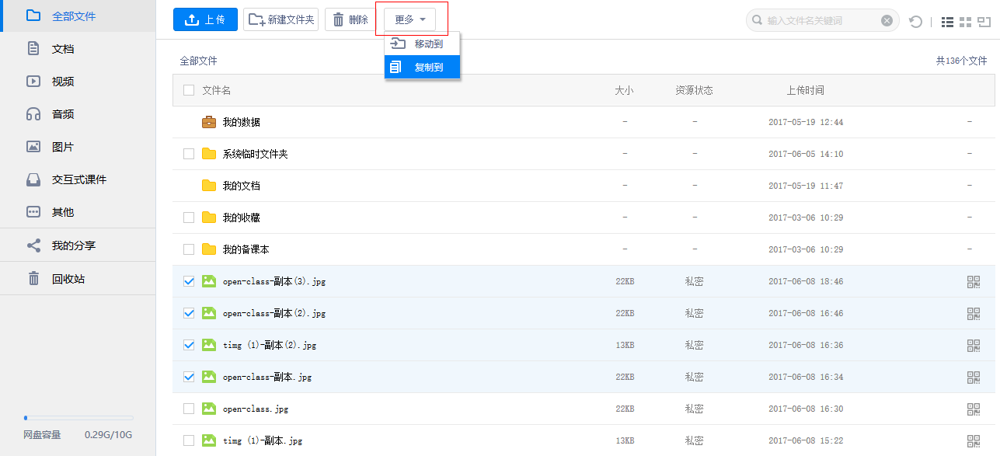 全部文件
文档
视频
音频
图片
交互式课件
其他
我的分享
回收站
网盘容量 0.29G/10G
上传 新建文件夹 删除 更多 输入文件名关键词
移动到
复制到
全部文件 共136个文件
文件名 大小 资源状态 上传时间
我的数据 - - 2017-05-19 12:44 -
系统临时文件夹 - - 2017-06-05 14:10 -
我的文档 - - 2017-05-19 11:47 -
我的收藏 - - 2017-03-06 10:29 -
我的备课本 - - 2017-03-06 10:29 -
open-class-副本(3).jpg 22KB 私密 2017-06-08 18:46
open-class-副本(2).jpg 22KB 私密 2017-06-08 16:46
timg (1)-副本(2).jpg 13KB 私密 2017-06-08 16:36
open-class-副本.jpg 22KB 私密 2017-06-08 16:34
open-class.jpg 22KB 私密 2017-06-08 16:30
timg (1)-副本.jpg 13KB 私密 2017-06-08 15:22